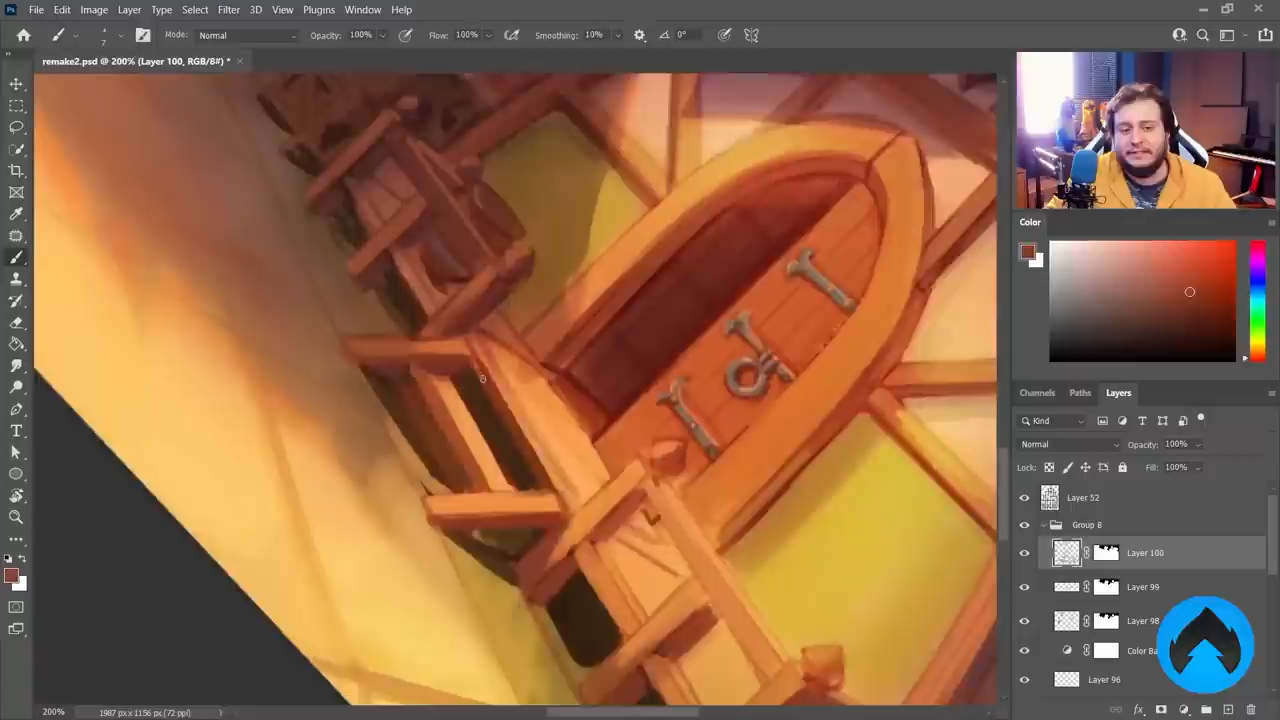 Ps File Edit Image Layer Type Select Filter 3D View Plugins Window Help
7 Mode: Normal Opacity: 100% Flow: 100% Smoothing: 10% 0°
remake2.psd @ 200% (Layer 100, RGB/8#) *
Color
Channels Paths Layers
Kind
Normal Opacity: 100%
Lock: Fill: 100%
Layer 52
Group 8
Layer 100
Layer 99
Layer 98
Color Ba
Layer 96
200% 1987 px x 1156 px (72 ppi)
fx